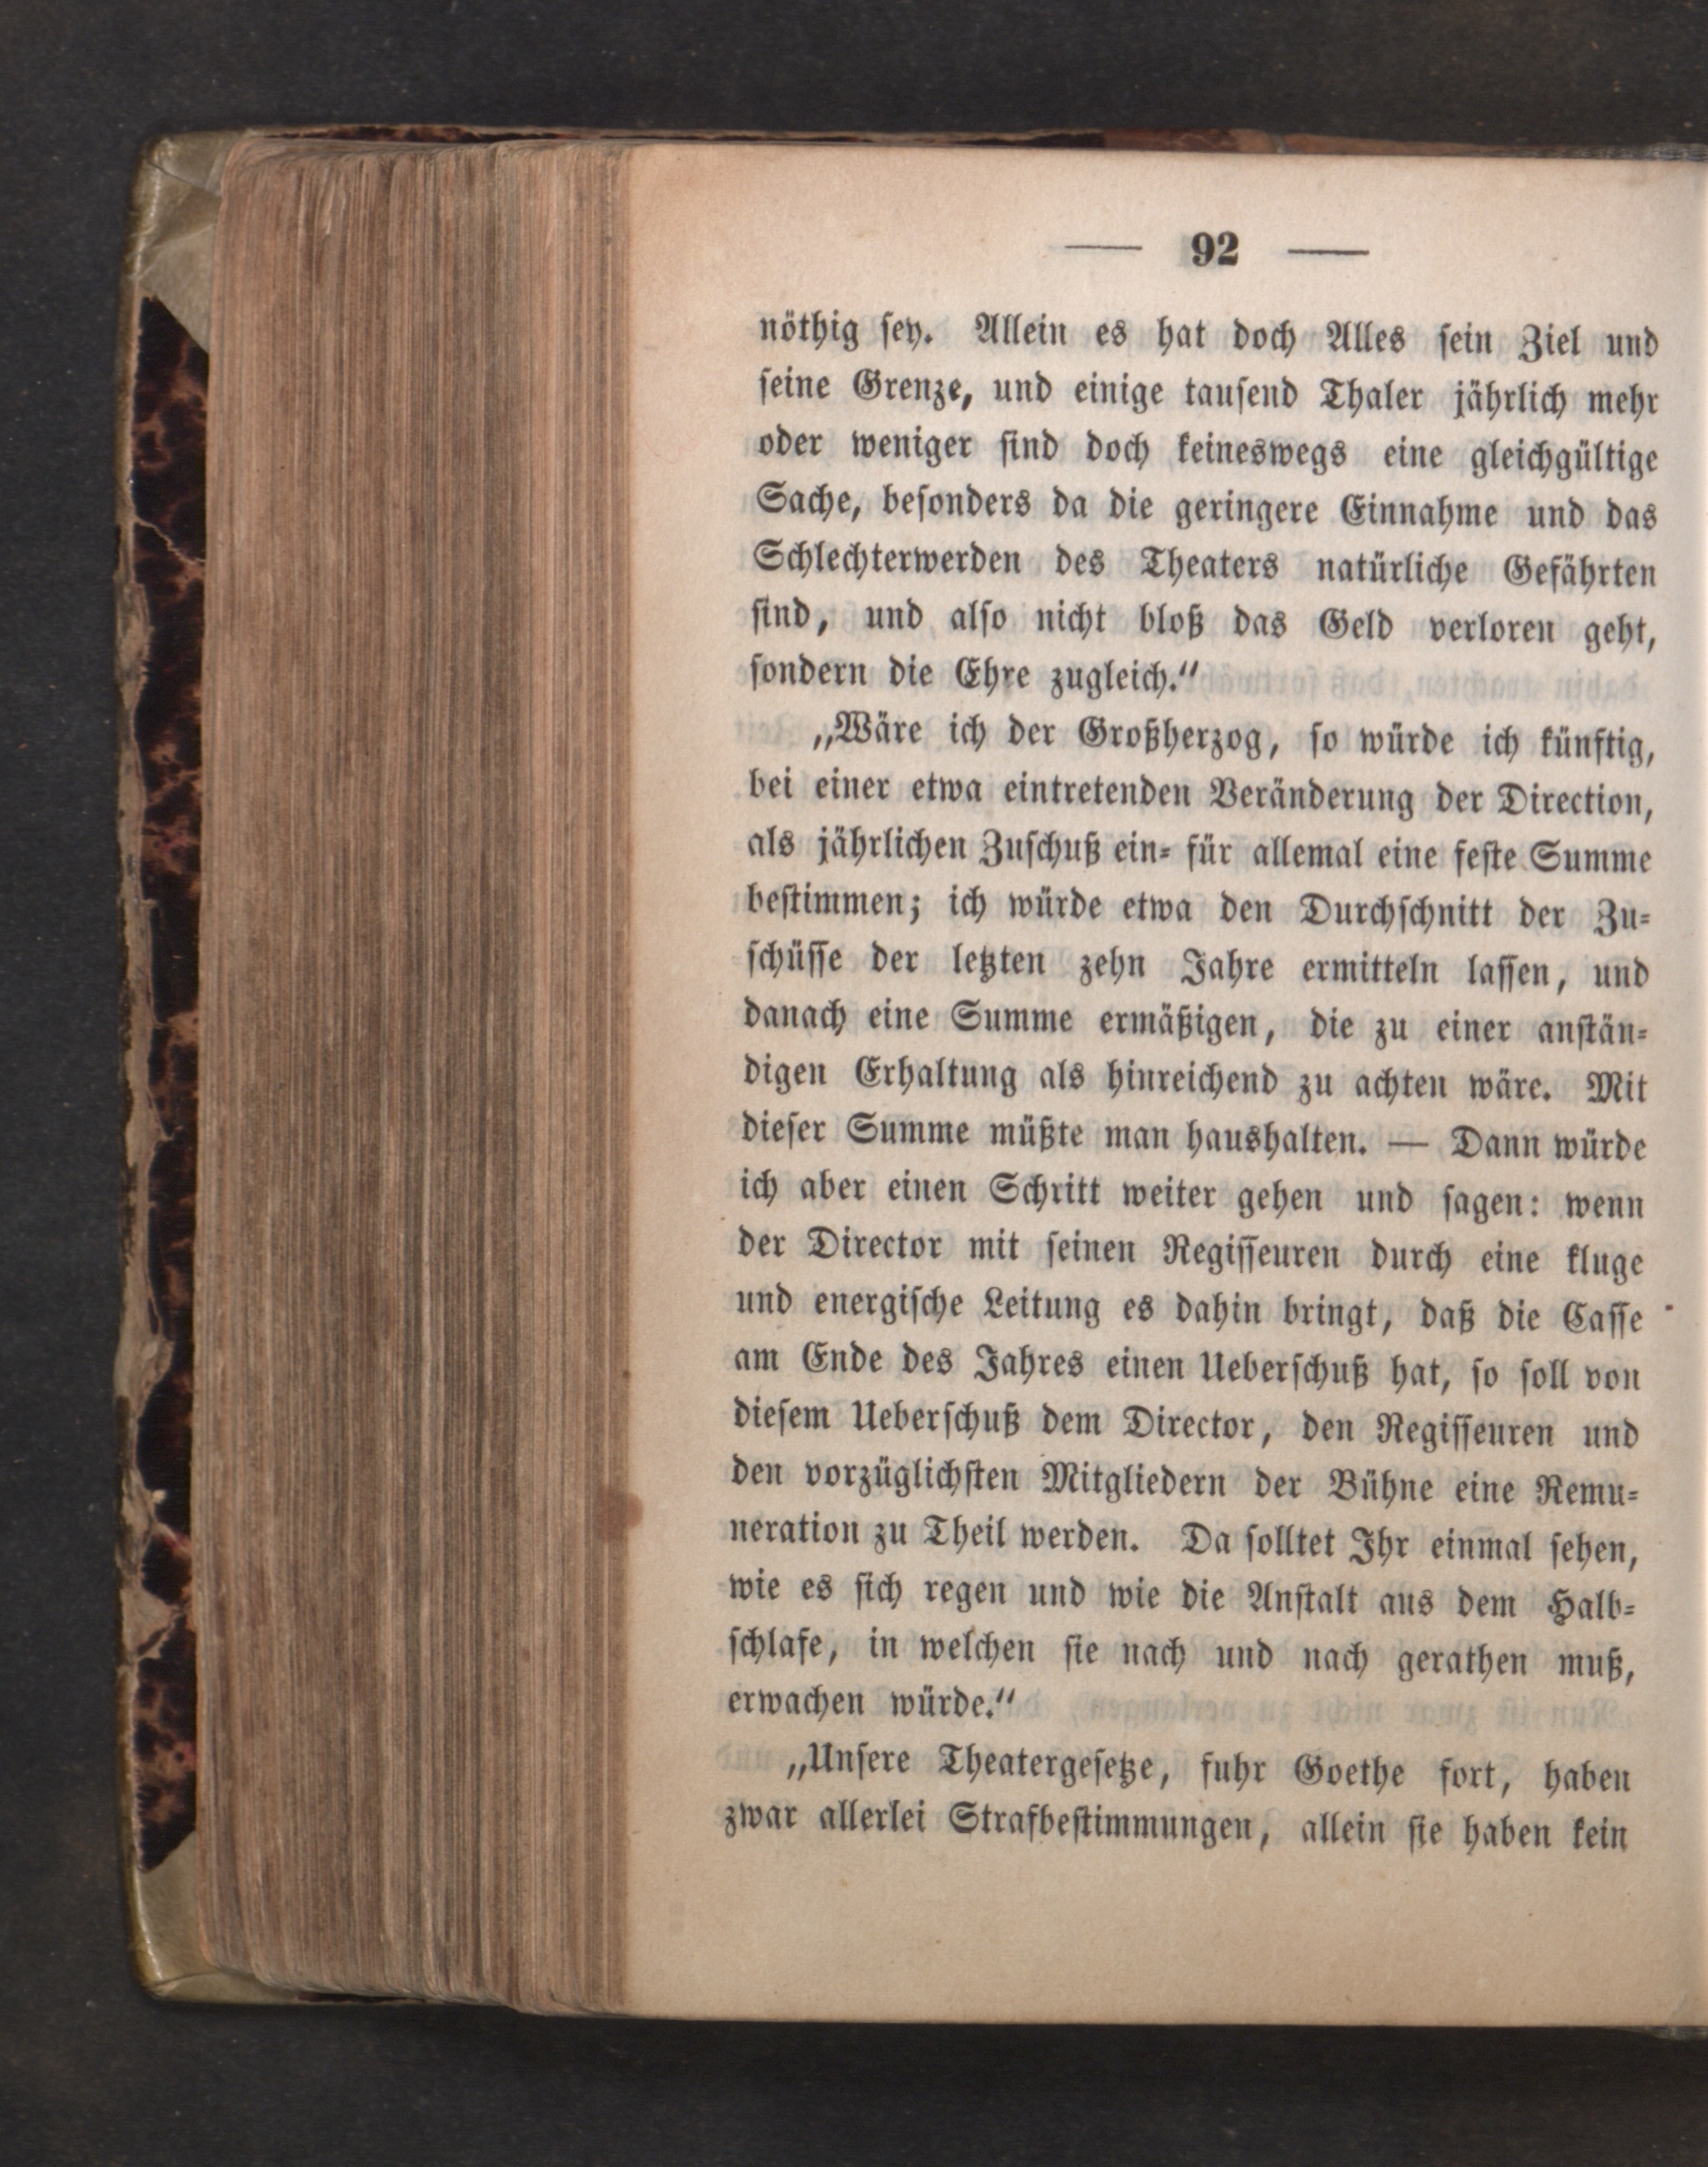 — 92 —
nöthig sey. Allein es hat doch Alles sein Ziel und
seine Grenze, und einige tausend Thaler jährlich mehr
oder weniger sind doch keineswegs eine gleichgültige
Sache, besonders da die geringere Einnahme und das
Schlechterwerden des Theaters natürliche Gefährten
sind, und also nicht bloß das Geld verloren geht,
sondern die Ehre zugleich.“
„Wäre ich der Großherzog, so würde ich künftig,
bei einer etwa eintretenden Veränderung der Direction,
als jährlichen Zuschuß ein- für allemal eine feste Summe
bestimmen; ich würde etwa den Durchschnitt der Zu-
schüsse der letzten zehn Jahre ermitteln lassen, und
danach eine Summe ermäßigen, die zu einer anstän-
digen Erhaltung als hinreichend zu achten wäre. Mit
dieser Summe müßte man haushalten. — Dann würde
ich aber einen Schritt weiter gehen und sagen: wenn
der Director mit seinen Regisseuren durch eine kluge
und energische Leitung es dahin bringt, daß die Casse
am Ende des Jahres einen Ueberschuß hat, so soll von
diesem Ueberschuß dem Director, den Regisseuren und
den vorzüglichsten Mitgliedern der Bühne eine Remu-
neration zu Theil werden. Da solltet Ihr einmal sehen,
wie es sich regen und wie die Anstalt aus dem Halb-
schlafe, in welchen sie nach und nach gerathen muß,
erwachen würde.“
„Unsere Theatergesetze, fuhr Goethe fort, haben
zwar allerlei Strafbestimmungen, allein sie haben kein